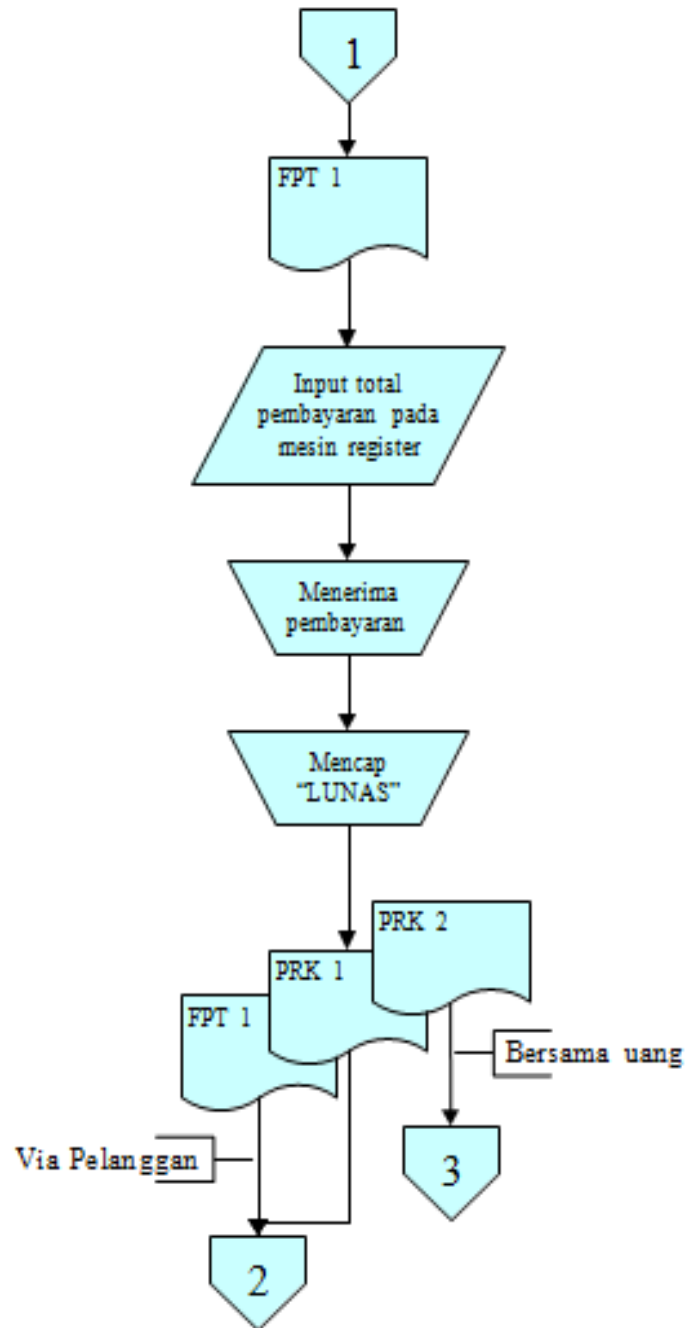 1
FPT 1
Input total
pembayaran pada
mesin register
Menerima
pembayaran
Mencap
“LUNAS”
PRK 2
PRK 1
FPT 1
Bersama uang
Via Pelanggan
3
2